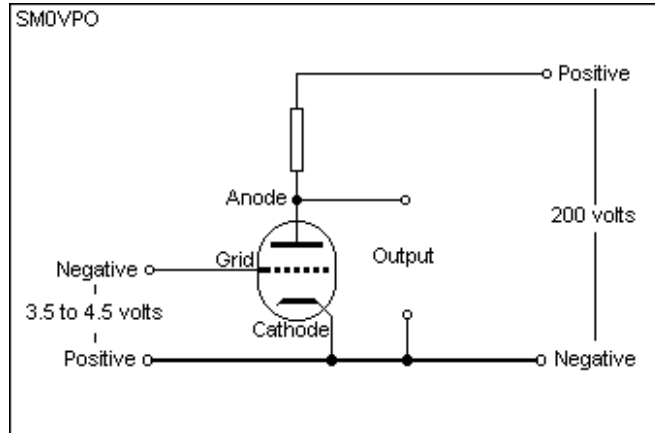 SM0VPO
Positive
Anode
200 volts
Negative
Grid
Output
3.5 to 4.5 volts
Cathode
Positive
Negative